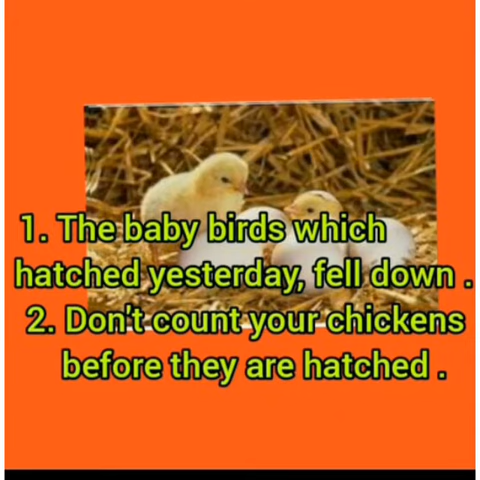 1. The baby birds which
hatched yesterday, fell down .
2. Don't count your chickens
before they are hatched .